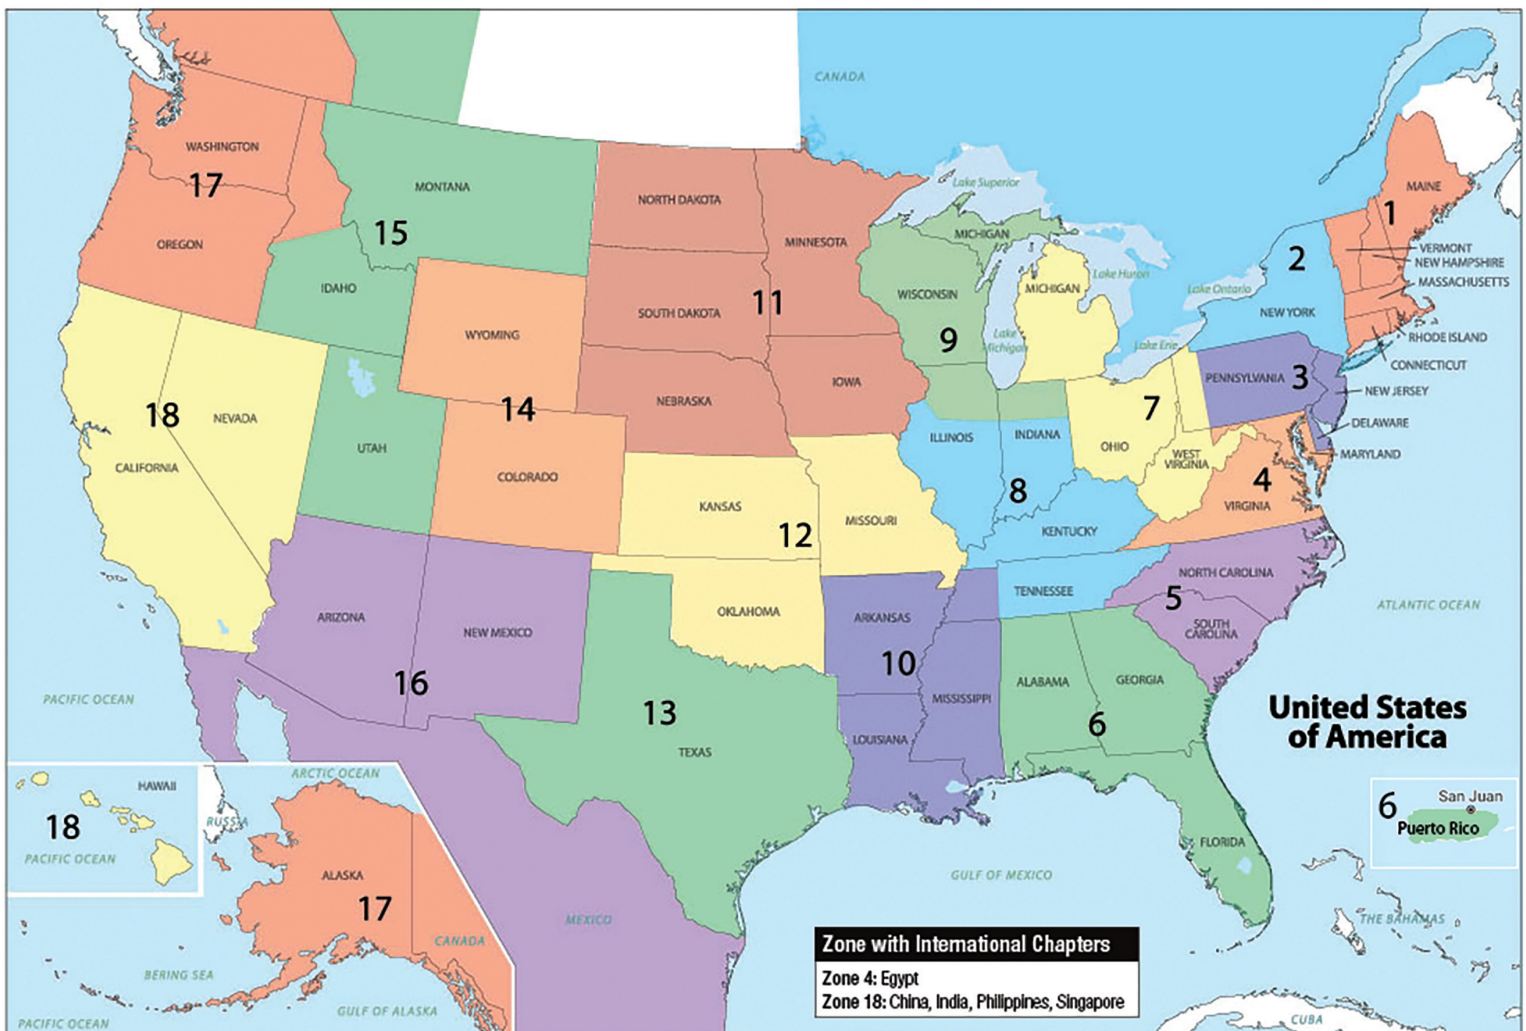 CANADA
WASHINGTON
17
OREGON
MONTANA
15
IDAHO
NORTH DAKOTA
MINNESOTA
SOUTH DAKOTA
11
NEBRASKA
IOWA
WYOMING
14
COLORADO
UTAH
18
NEVADA
CALIFORNIA
Lake Superior
MICHIGAN
WISCONSIN
9
Lake
Michigan
MICHIGAN
Lake Huron
Lake Ontario
Lake Erie
MAINE
1
VERMONT
NEW HAMPSHIRE
MASSACHUSETTS
RHODE ISLAND
CONNECTICUT
2
NEW YORK
PENNSYLVANIA
3
NEW JERSEY
DELAWARE
MARYLAND
7
OHIO
WEST
VIRGINIA
4
VIRGINIA
ILLINOIS
INDIANA
8
KENTUCKY
TENNESSEE
KANSAS
12
MISSOURI
OKLAHOMA
ARKANSAS
10
MISSISSIPPI
LOUISIANA
NORTH CAROLINA
5
SOUTH
CAROLINA
ALABAMA
GEORGIA
6
FLORIDA
ARIZONA
NEW MEXICO
16
13
TEXAS
ATLANTIC OCEAN
PACIFIC OCEAN
United States
of America
HAWAII
18
PACIFIC OCEAN
ARCTIC OCEAN
RUSSIA
ALASKA
17
CANADA
BERING SEA
GULF OF ALASKA
PACIFIC OCEAN
MEXICO
GULF OF MEXICO
6
San Juan
Puerto Rico
THE BAHAMAS
CUBA
Zone with International Chapters
Zone 4: Egypt
Zone 18: China, India, Philippines, Singapore